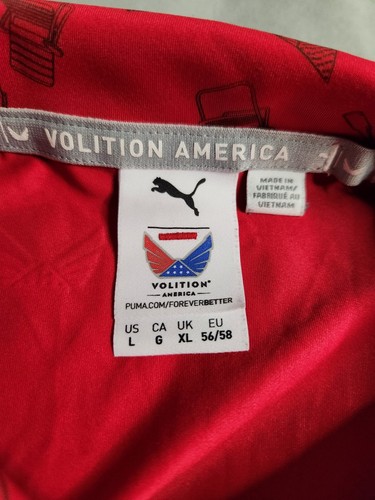 VOLITION AMERICA
MADE IN
VIETNAM/
FABRIQUÉ AU
VIETNAM
VOLITION
AMERICA
PUMA.COM/FOREVERBETTER
US CA UK EU
L G XL 56/58